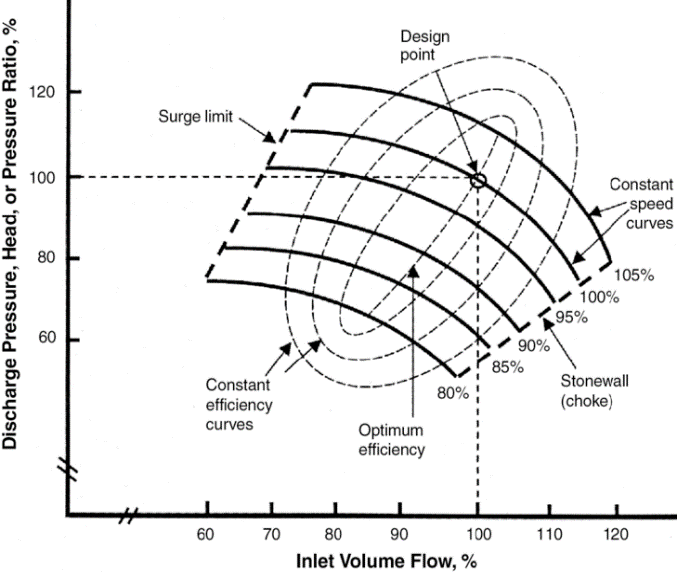 Discharge Pressure, Head, or Pressure Ratio, %
120
100
80
60
Design
point
Surge limit
Constant
speed
curves
105%
100%
95%
90%
85%
80%
Stonewall
(choke)
Constant
efficiency
curves
Optimum
efficiency
60
70
80
90
100
110
120
Inlet Volume Flow, %